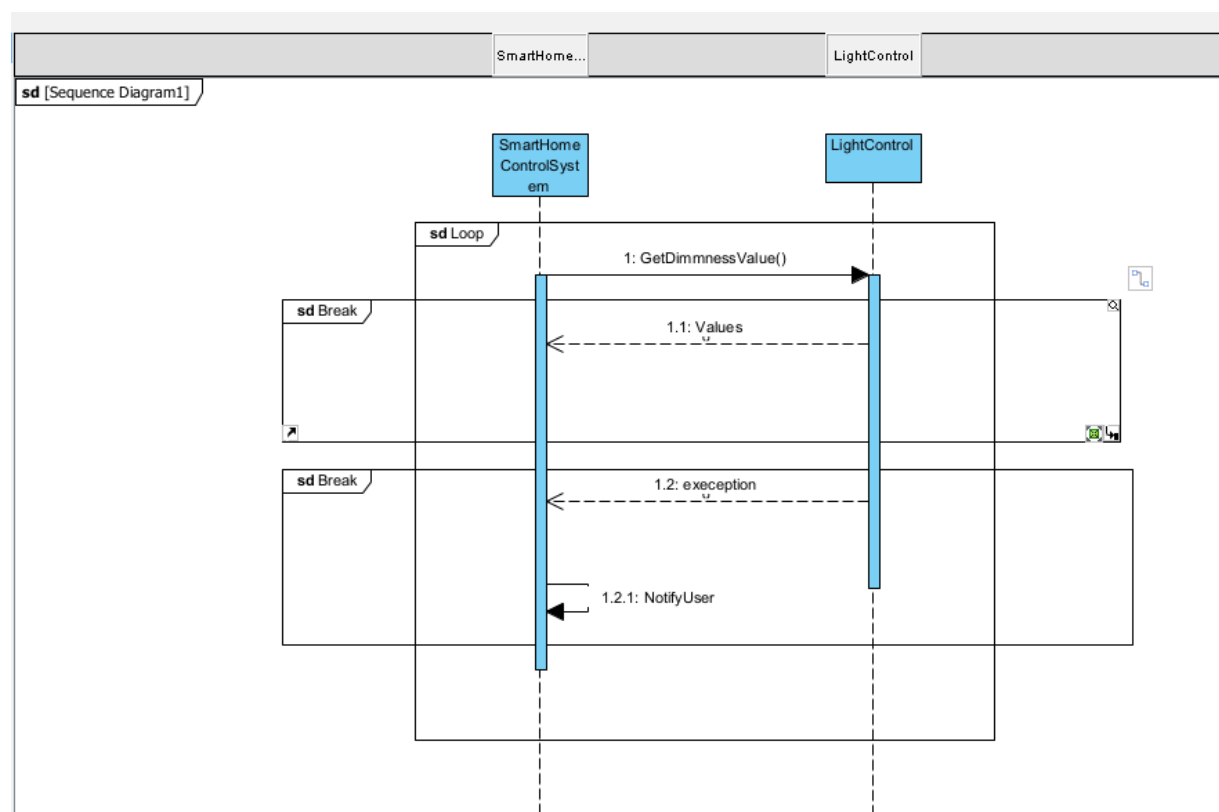 SmartHome...
LightControl
sd [Sequence Diagram1]
SmartHome
ControlSyst
em
LightControl
sd Loop
1: GetDimmnessValue()
sd Break
1.1: Values
sd Break
1.2: exeception
1.2.1: NotifyUser